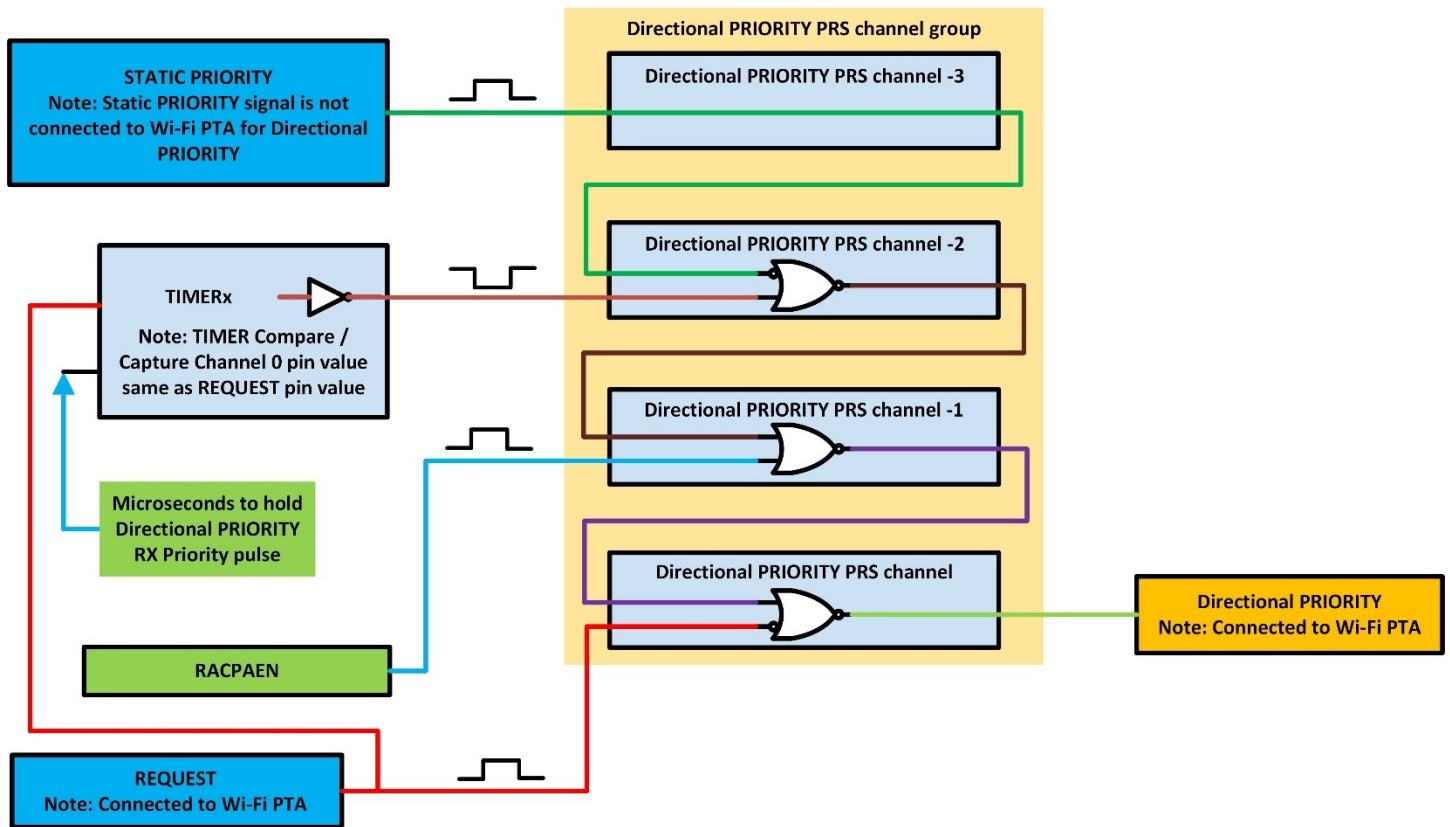 Directional PRIORITY PRS channel group
STATIC PRIORITY
Note: Static PRIORITY signal is not
connected to Wi-Fi PTA for Directional
PRIORITY
Directional PRIORITY PRS channel -3
Directional PRIORITY PRS channel -2
TIMERx
Note: TIMER Compare /
Capture Channel 0 pin value
same as REQUEST pin value
Directional PRIORITY PRS channel -1
Microseconds to hold
Directional PRIORITY
RX Priority pulse
Directional PRIORITY PRS channel
Directional PRIORITY
Note: Connected to Wi-Fi PTA
RACPAEN
REQUEST
Note: Connected to Wi-Fi PTA